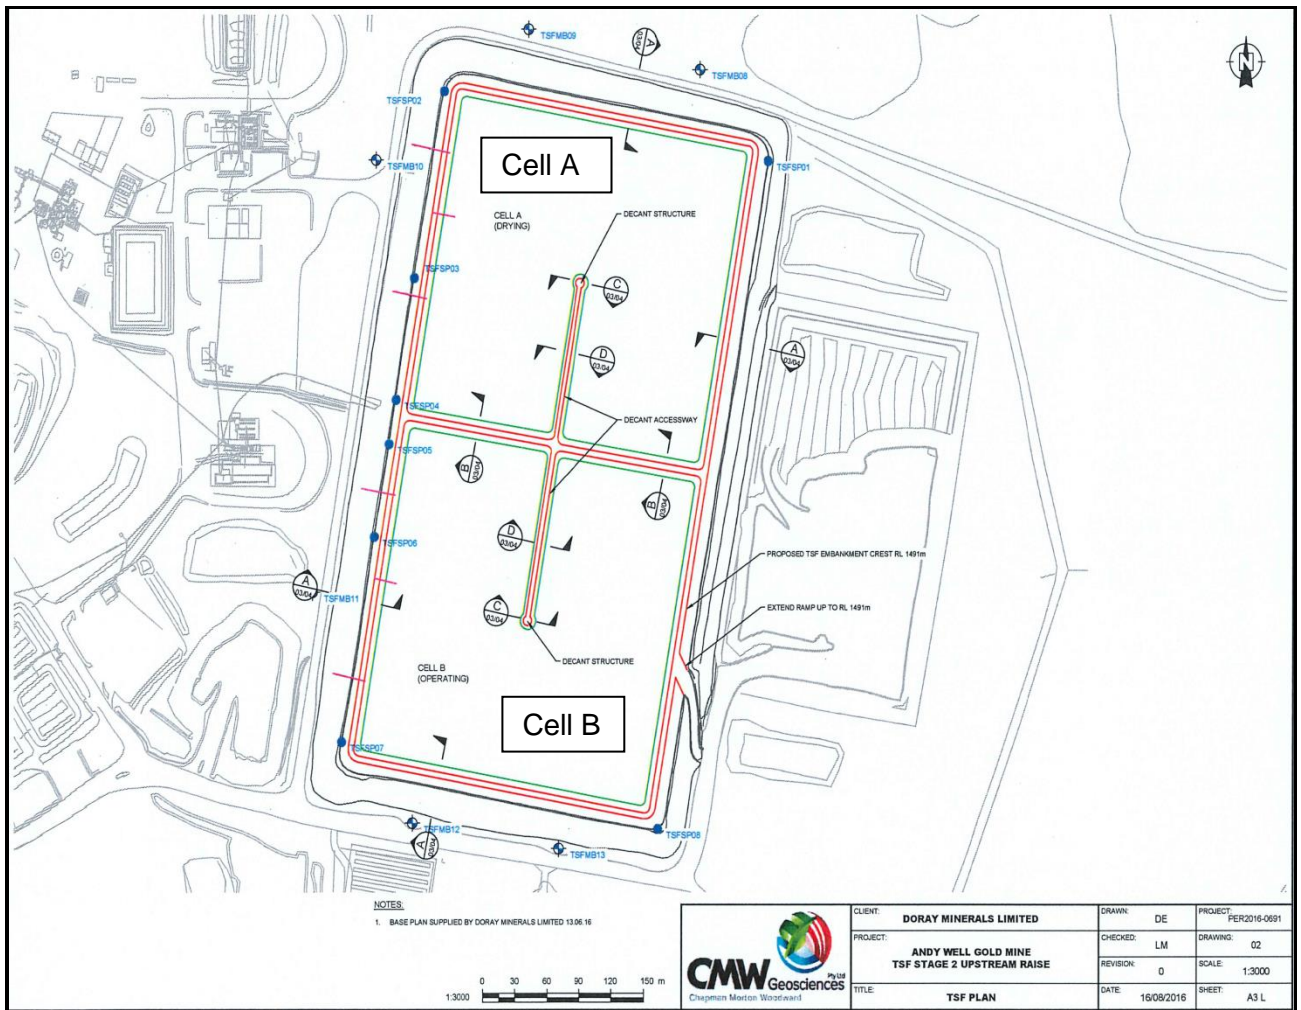 TSFMB09
A
03/04
TSFMB08
N
TSFSP02
TSFMB10
Cell A
TSFSP01
CELL A
(DRYING)
DECANT STRUCTURE
TSFSP03
C
03/04
D
03/04
A
03/04
TSFSP04
DECANT ACCESSWAY
TSFSP05
B
03/04
B
03/04
D
03/04
TSFSP06
PROPOSED TSF EMBANKMENT CREST RL 1491m
A
03/04
TSFMB11
C
03/04
EXTEND RAMP UP TO RL 1491m
DECANT STRUCTURE
CELL B
(OPERATING)
Cell B
TSFSP07
TSFMB12
A
03/04
TSFSP08
TSFMB13
NOTES:
1. BASE PLAN SUPPLIED BY DORAY MINERALS LIMITED 13.06.16
0 30 60 90 120 150 m
1:3000
CMW Geosciences Pty Ltd
Chapman Morton Woodward
CLIENT: DORAY MINERALS LIMITED
PROJECT: ANDY WELL GOLD MINE
TSF STAGE 2 UPSTREAM RAISE
TITLE: TSF PLAN
DRAWN: DE
PROJECT: PER2016-0691
CHECKED: LM
DRAWING: 02
REVISION: 0
SCALE: 1:3000
DATE: 16/08/2016
SHEET: A3 L